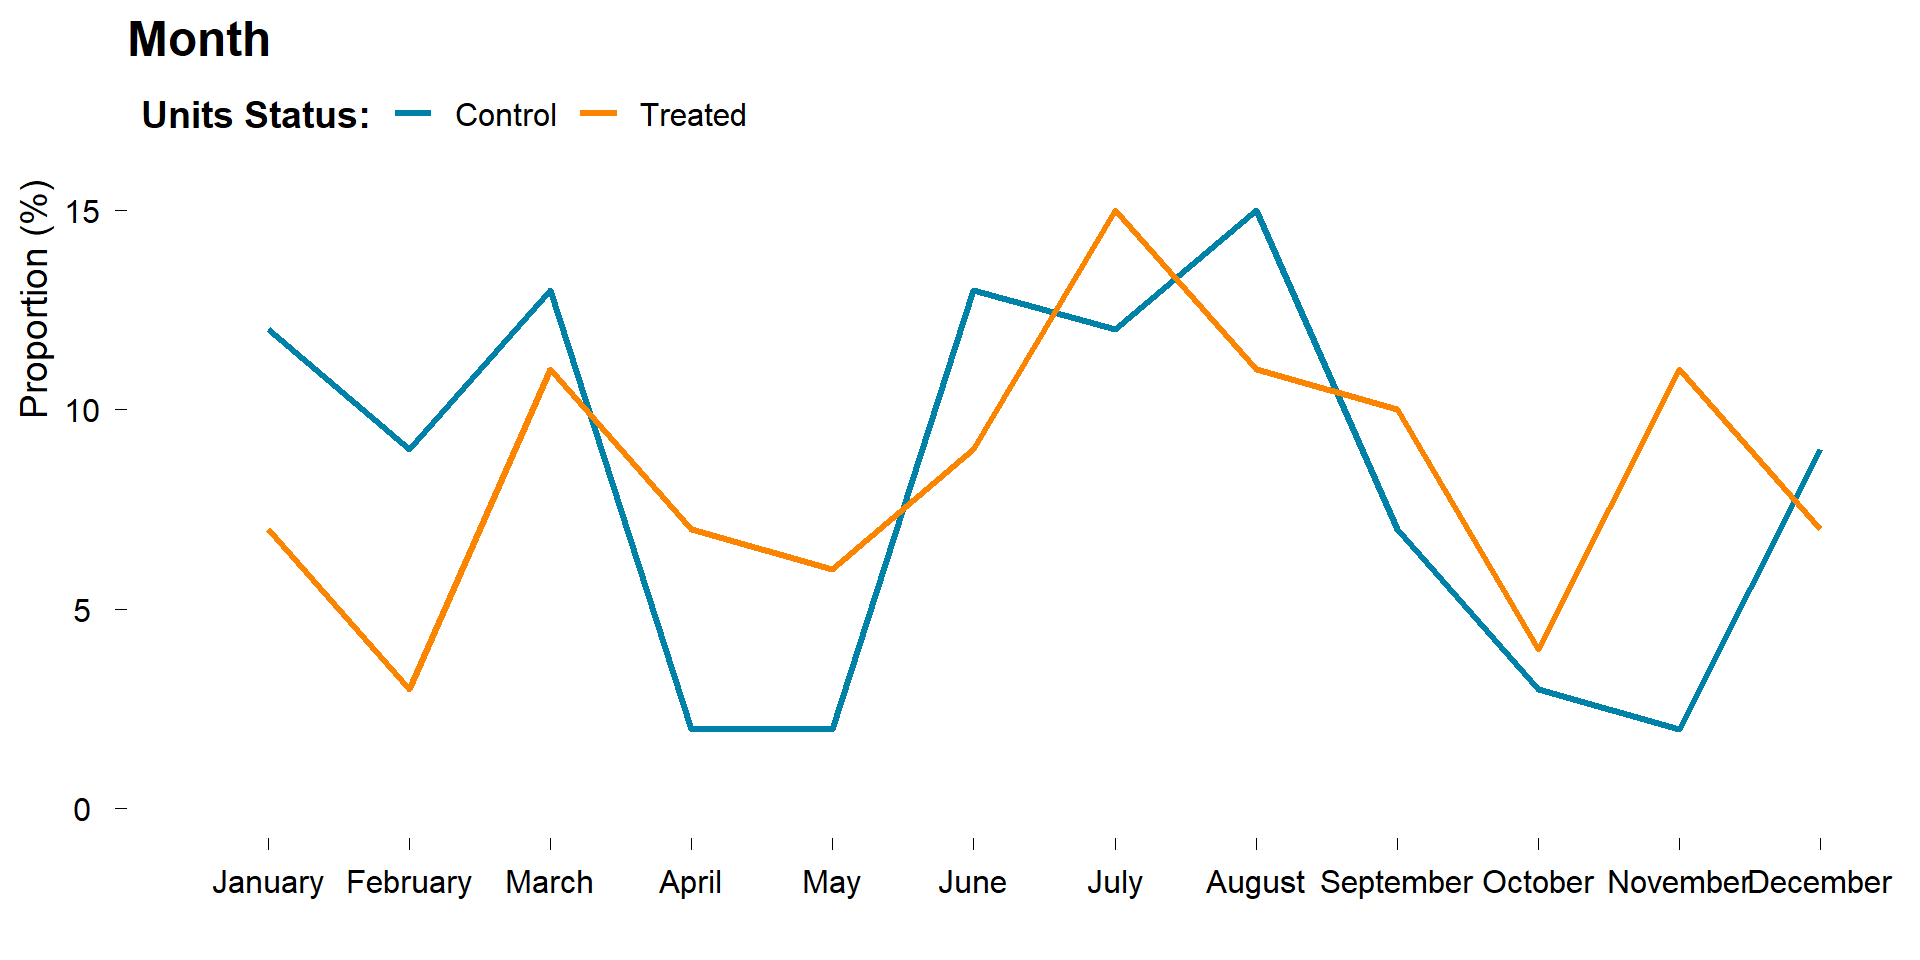 Month
Units Status: Control Treated
Proportion (%)
15
10
5
0
January February March April May June July August September October November December